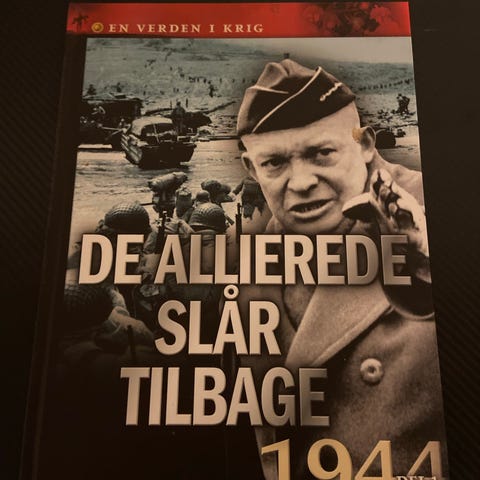 EN VERDEN I KRIG
DE ALLIEREDE
SLÅR
TILBAGE
1944